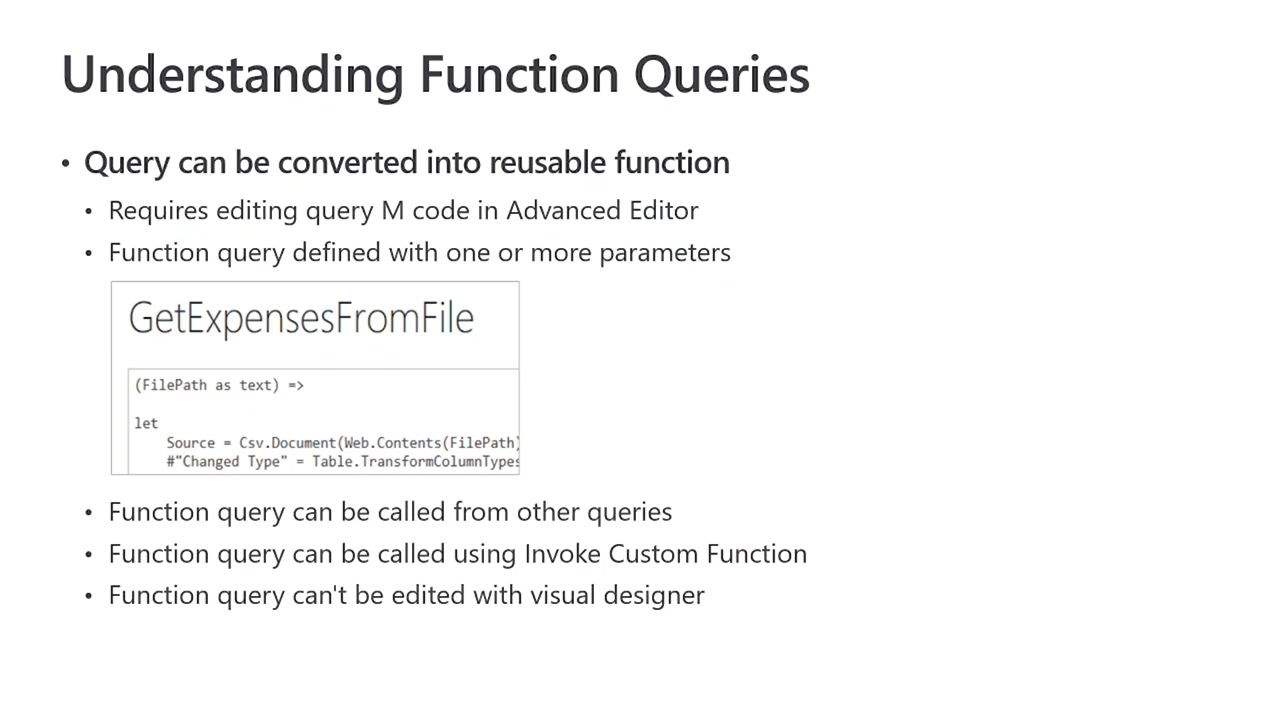 Understanding Function Queries
• Query can be converted into reusable function
• Requires editing query M code in Advanced Editor
• Function query defined with one or more parameters
GetExpensesFromFile
(FilePath as text) =>
let
Source = Csv.Document(Web.Contents(FilePath)
#"Changed Type" = Table.TransformColumnTypes
• Function query can be called from other queries
• Function query can be called using Invoke Custom Function
• Function query can't be edited with visual designer